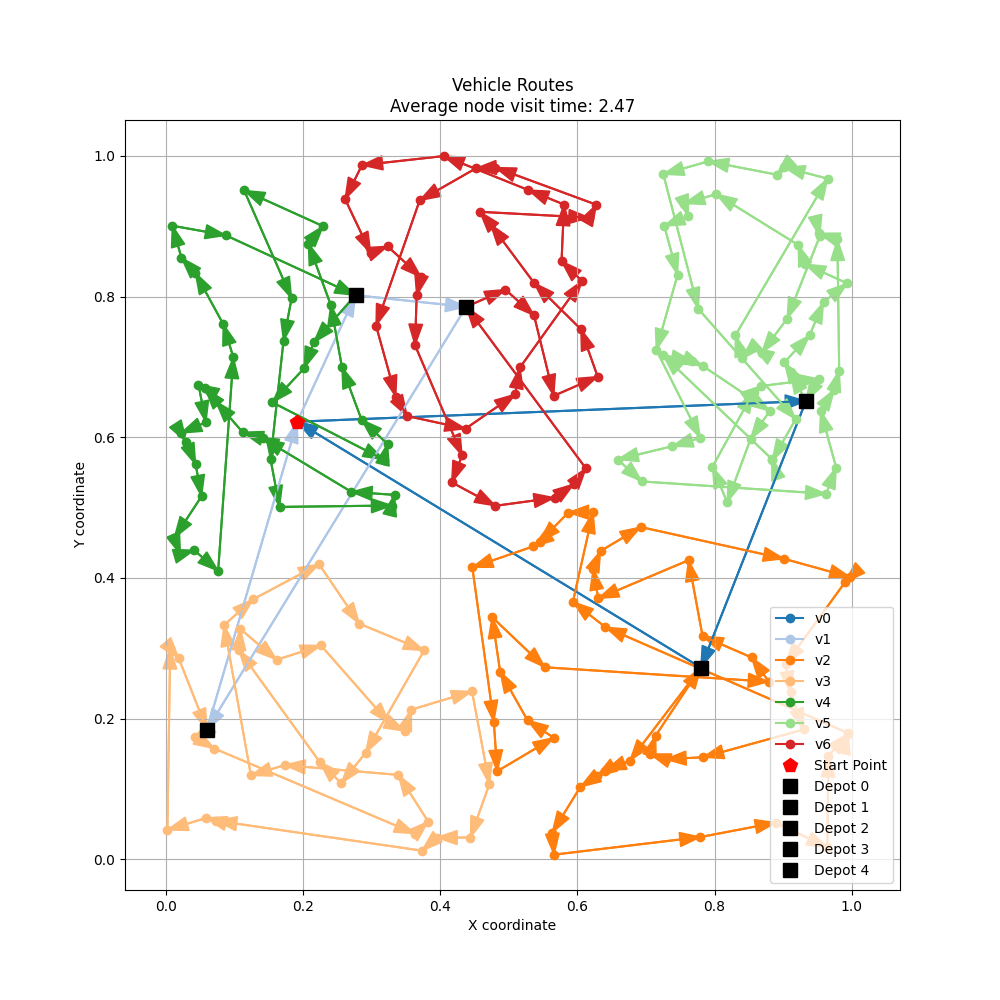 Vehicle Routes
Average node visit time: 2.47
1.0
0.8
0.6
0.4
0.2
0.0
Y coordinate
0.0
0.2
0.4
0.6
0.8
1.0
X coordinate
v0
v1
v2
v3
v4
v5
v6
Start Point
Depot 0
Depot 1
Depot 2
Depot 3
Depot 4